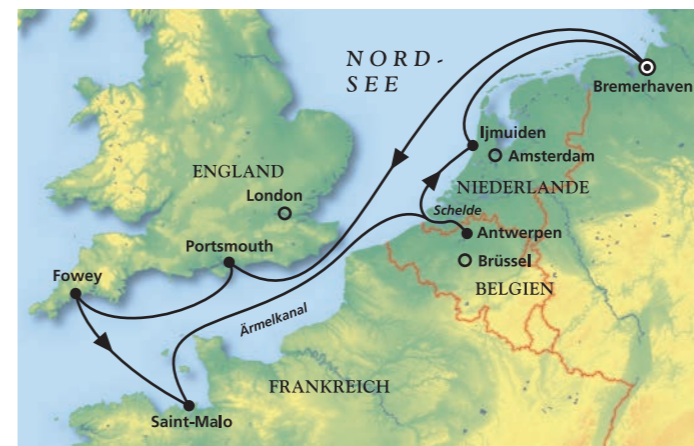 NORD-
SEE
Bremerhaven
Ijmuiden
Amsterdam
ENGLAND
NIEDERLANDE
London
Schelde
Antwerpen
Portsmouth
Brüssel
Fowey
BELGIEN
Ärmelkanal
FRANKREICH
Saint-Malo